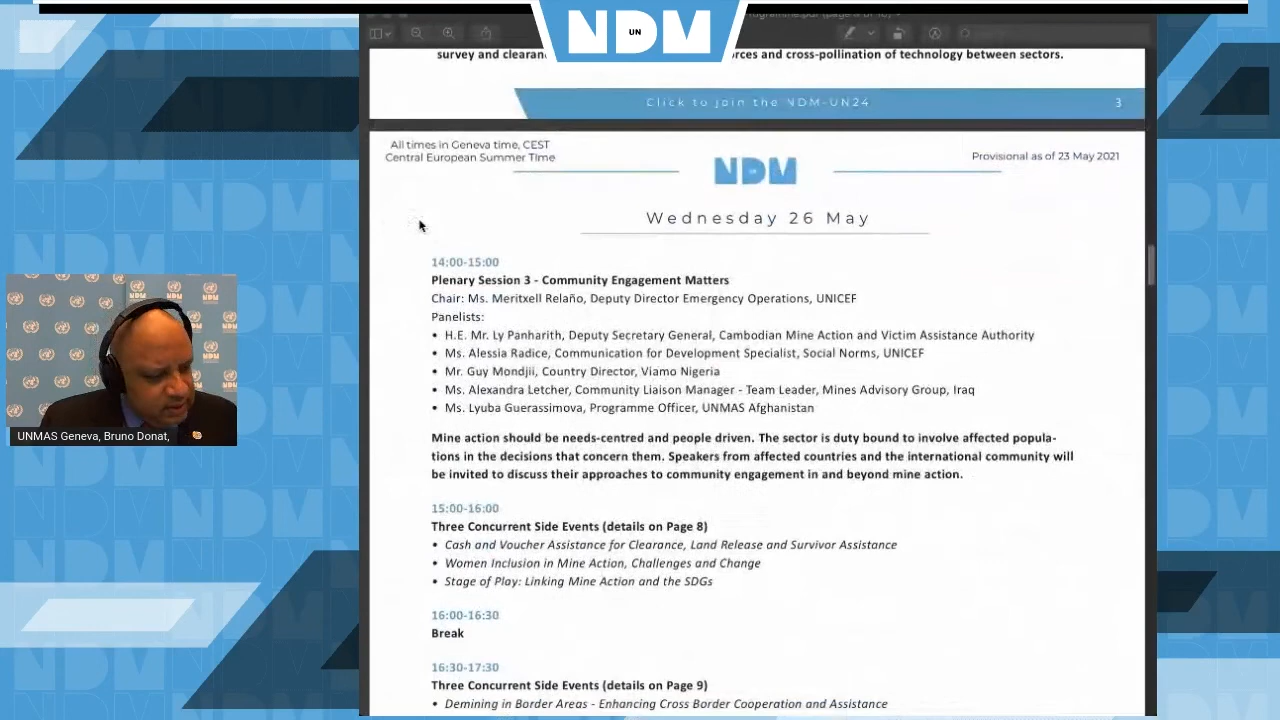 UN
NDM
survey and clearan
rces and cross-pollination of technology between sectors.
Click to join the NDM-UN24
3
All times in Geneva time, CEST
Central European Summer Time
NDM
Provisional as of 23 May 2021
Wednesday 26 May
14:00-15:00
Plenary Session 3 - Community Engagement Matters
Chair: Ms. Meritxell Relaño, Deputy Director Emergency Operations, UNICEF
Panelists:
• H.E. Mr. Ly Panharith, Deputy Secretary General, Cambodian Mine Action and Victim Assistance Authority
• Ms. Alessia Radice, Communication for Development Specialist, Social Norms, UNICEF
• Mr. Guy Mondjii, Country Director, Viamo Nigeria
• Ms. Alexandra Letcher, Community Liaison Manager - Team Leader, Mines Advisory Group, Iraq
• Ms. Lyuba Guerassimova, Programme Officer, UNMAS Afghanistan
Mine action should be needs-centred and people driven. The sector is duty bound to involve affected popula-
tions in the decisions that concern them. Speakers from affected countries and the international community will
be invited to discuss their approaches to community engagement in and beyond mine action.
15:00-16:00
Three Concurrent Side Events (details on Page 8)
• Cash and Voucher Assistance for Clearance, Land Release and Survivor Assistance
• Women Inclusion in Mine Action, Challenges and Change
• Stage of Play: Linking Mine Action and the SDGs
16:00-16:30
Break
16:30-17:30
Three Concurrent Side Events (details on Page 9)
• Demining in Border Areas - Enhancing Cross Border Cooperation and Assistance
UNMAS Geneva, Bruno Donat,